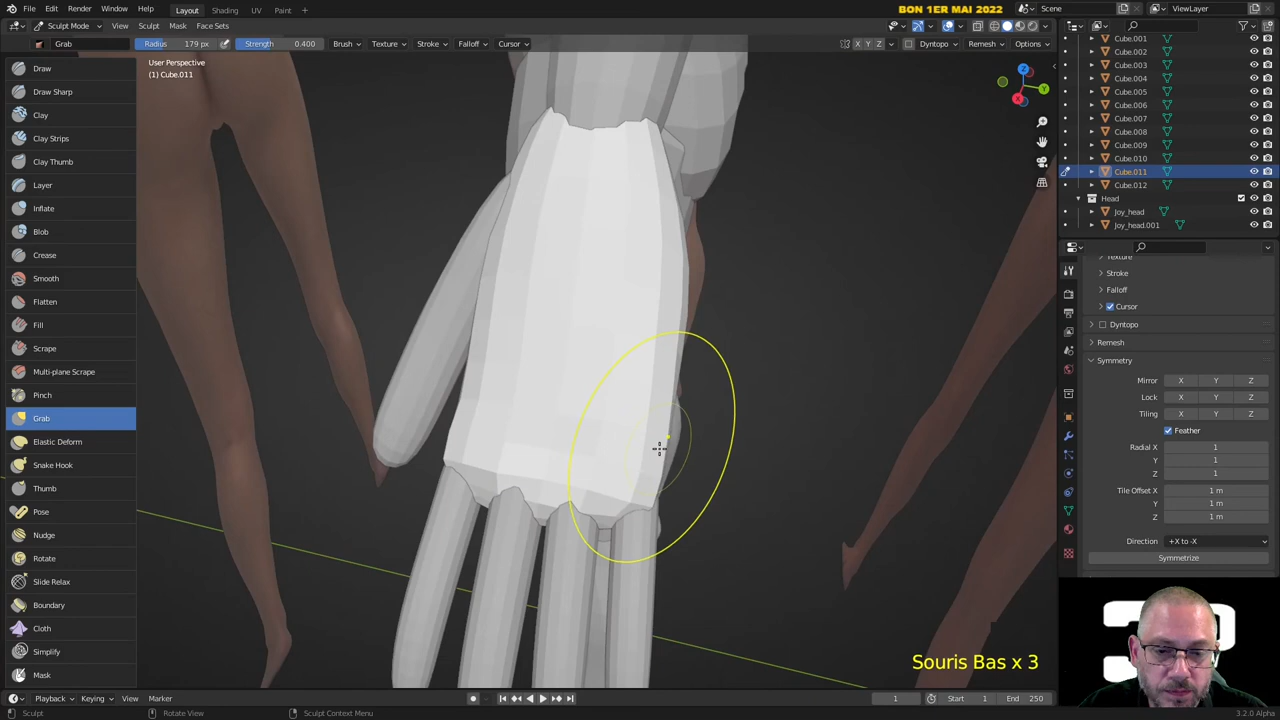 File Edit Render Window Help Layout Shading UV Paint BON 1ER MAI 2022 Scene ViewLayer
Sculpt Mode View Sculpt Mask Face Sets X Y Z Dyntopo Remesh Options
Grab Radius 179 px Strength 0.400 Brush Texture Stroke Falloff Cursor
User Perspective
(1) Cube.011
Draw
Draw Sharp
Clay
Clay Strips
Clay Thumb
Layer
Inflate
Blob
Crease
Smooth
Flatten
Fill
Scrape
Multi-plane Scrape
Pinch
Grab
Elastic Deform
Snake Hook
Thumb
Pose
Nudge
Rotate
Slide Relax
Boundary
Cloth
Simplify
Mask
Z
Y
X
Cube.001
Cube.002
Cube.003
Cube.004
Cube.005
Cube.006
Cube.007
Cube.008
Cube.009
Cube.010
Cube.011
Cube.012
Head
Joy_head
Joy_head.001
Texture
Stroke
Falloff
Cursor
Dyntopo
Remesh
Symmetry
Mirror X Y Z
Lock X Y Z
Tiling X Y Z
Feather
Radial X 1
Y 1
Z 1
Tile Offset X 1 m
Y 1 m
Z 1 m
Direction +X to -X
Symmetrize
Souris Bas x 3
Playback Keying View Marker 1 Start 1 End 250
Sculpt Rotate View Sculpt Context Menu 3.2.0 Alpha